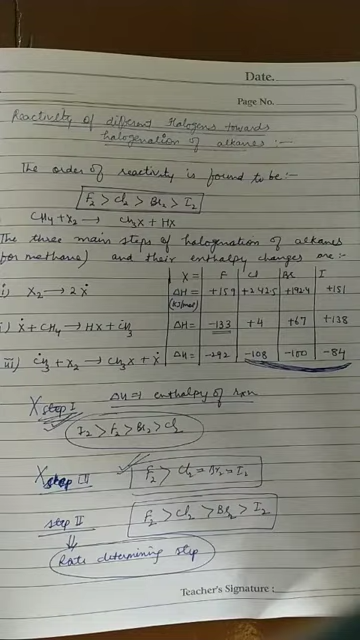 Date.
Page No.
Reactivity of different Halogens towards
halogenation of alkanes :-
The order of reactivity is found to be:-
F₂ > Cl₂ > Br₂ > I₂
CH₄ + X₂ → CH₃X + HX
The three main steps of halogenation of alkanes
(for methane) and their enthalpy changes are:-
X = F Cl Br I
i) X₂ → 2Ẋ ΔH = (KJ/mol) +159 +242.5 +192.4 +151
ii) Ẋ + CH₄ → HX + ĊH₃ ΔH = -133 +4 +67 +138
iii) ĊH₃ + X₂ → CH₃X + Ẋ ΔH = -292 -108 -100 -84
ΔH = enthalpy of rxn
X step I
I₂ > F₂ > Br₂ > Cl₂
X step III F₂ > Cl₂ = Br₂ = I₂
step II F₂ > Cl₂ > Br₂ > I₂
⇓
Rate determining step
Teacher's Signature :